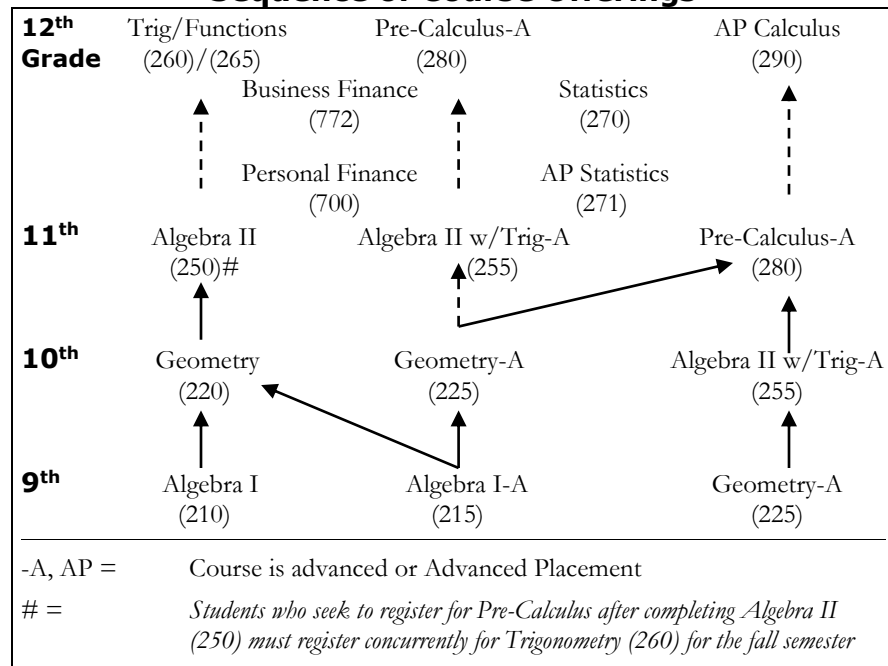 Sequence of Course Offerings
12th Grade
Trig/Functions Pre-Calculus-A AP Calculus
(260)/(265) (280) (290)
Business Finance Statistics
(772) (270)
Personal Finance AP Statistics
(700) (271)
11th Algebra II Algebra II w/Trig-A Pre-Calculus-A
(250)# (255) (280)
10th Geometry Geometry-A Algebra II w/Trig-A
(220) (225) (255)
9th Algebra I Algebra I-A Geometry-A
(210) (215) (225)
-A, AP = Course is advanced or Advanced Placement
# = Students who seek to register for Pre-Calculus after completing Algebra II
(250) must register concurrently for Trigonometry (260) for the fall semester